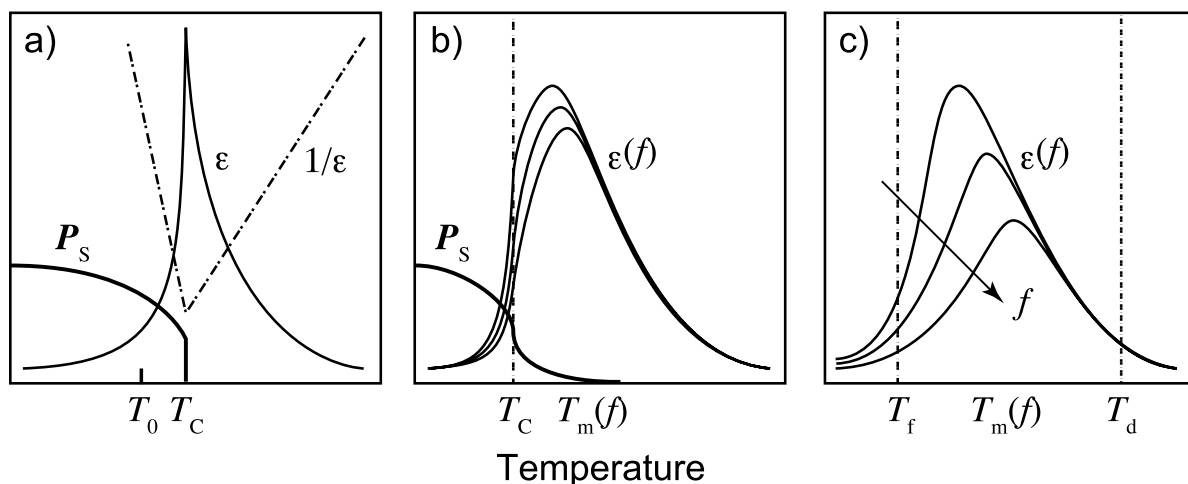 a)
ε
1/ε
P_S
T_0
T_C
b)
ε(f)
P_S
T_C
T_m(f)
c)
ε(f)
f
T_f
T_m(f)
T_d
Temperature